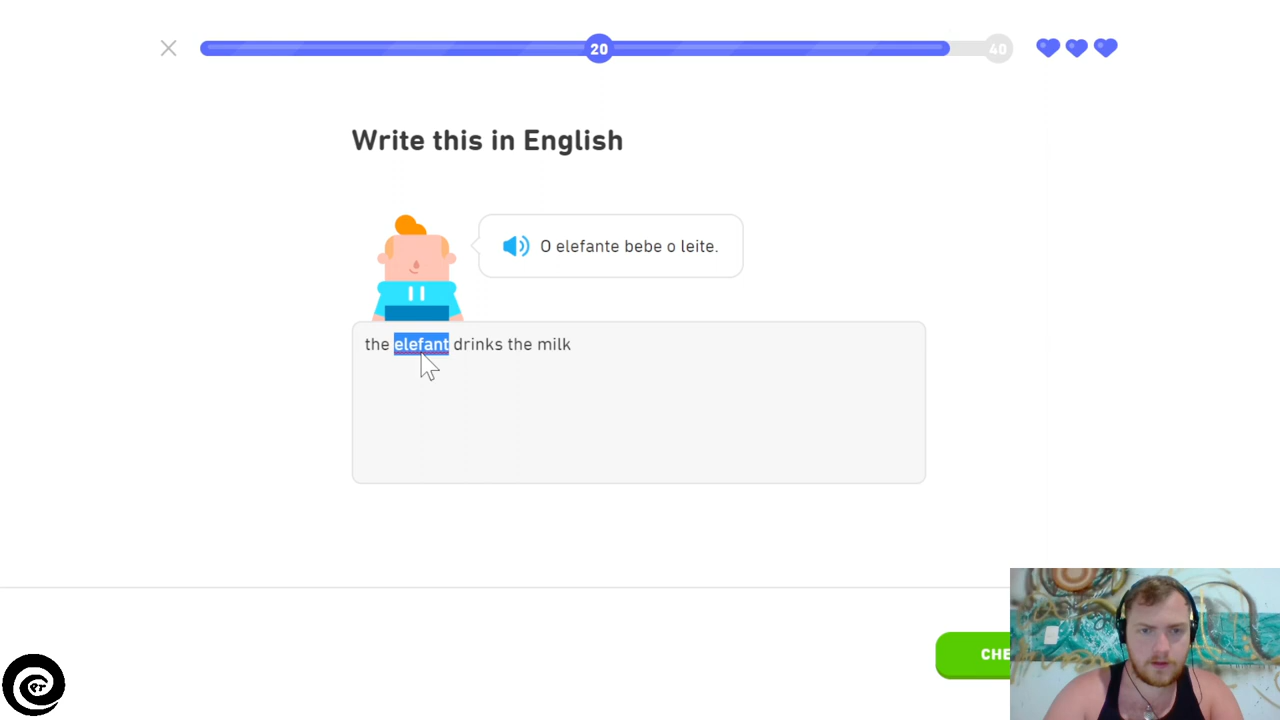 20
40
Write this in English
O elefante bebe o leite.
the elefant drinks the milk
CHE